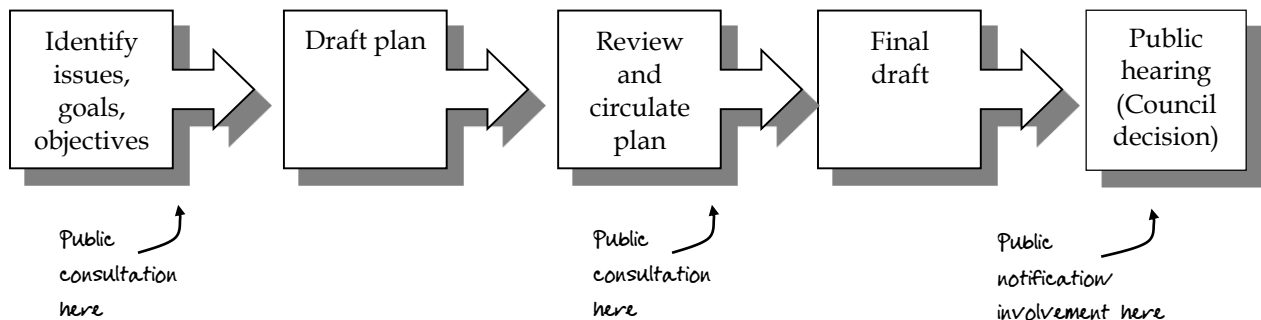 Identify
issues,
goals,
objectives
Draft plan
Review
and
circulate
plan
Final
draft
Public
hearing
(Council
decision)
Public
consultation
here
Public
consultation
here
Public
notification/
involvement here